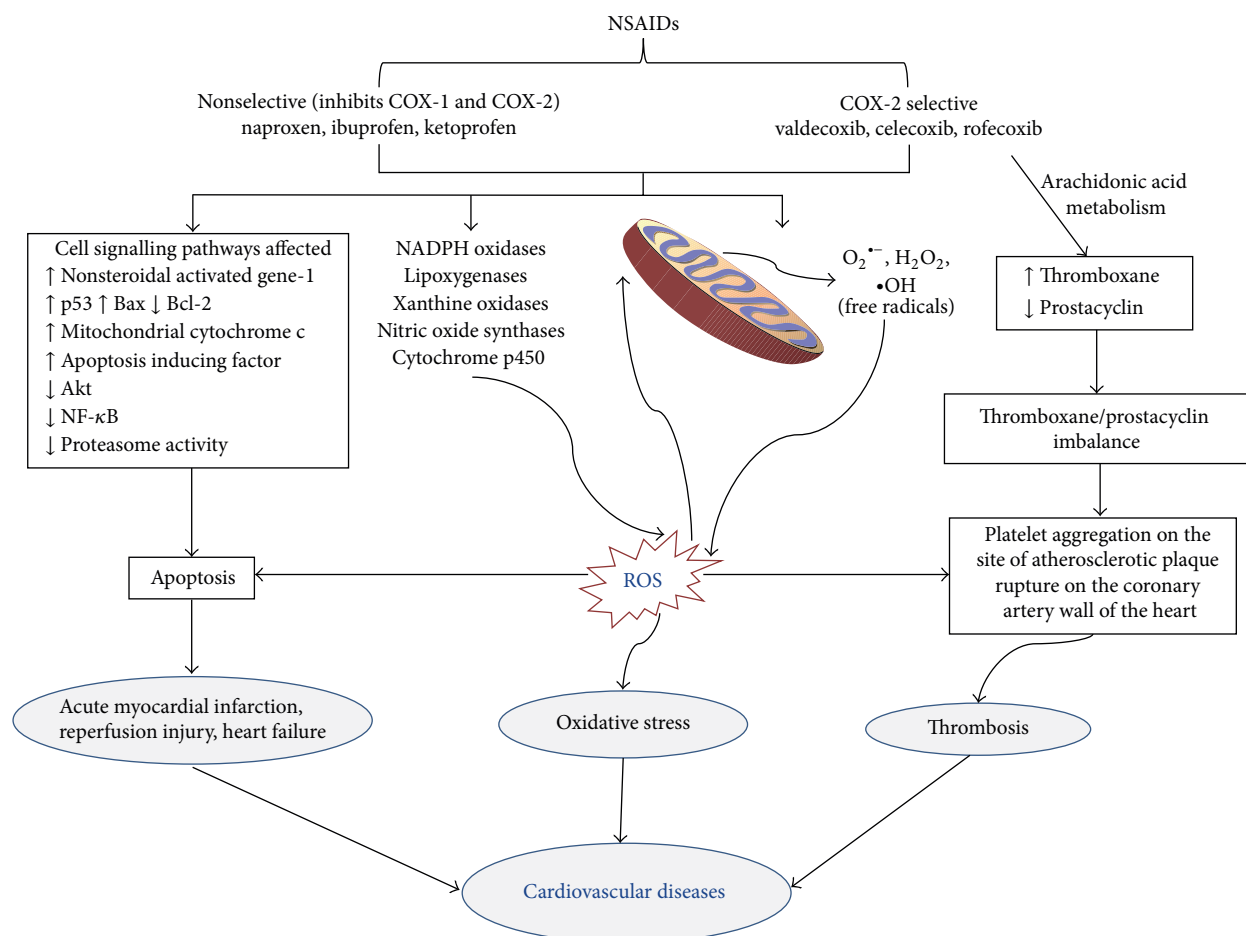 NSAIDs
Nonselective (inhibits COX-1 and COX-2)
naproxen, ibuprofen, ketoprofen
COX-2 selective
valdecoxib, celecoxib, rofecoxib
Arachidonic acid
metabolism
Cell signalling pathways affected
↑ Nonsteroidal activated gene-1
↑ p53 ↑ Bax ↓ Bcl-2
↑ Mitochondrial cytochrome c
↑ Apoptosis inducing factor
↓ Akt
↓ NF-κB
↓ Proteasome activity
NADPH oxidases
Lipoxygenases
Xanthine oxidases
Nitric oxide synthases
Cytochrome p450
O₂•⁻, H₂O₂,
•OH
(free radicals)
↑ Thromboxane
↓ Prostacyclin
Thromboxane/prostacyclin
imbalance
Platelet aggregation on the
site of atherosclerotic plaque
rupture on the coronary
artery wall of the heart
Apoptosis
ROS
Acute myocardial infarction,
reperfusion injury, heart failure
Oxidative stress
Thrombosis
Cardiovascular diseases